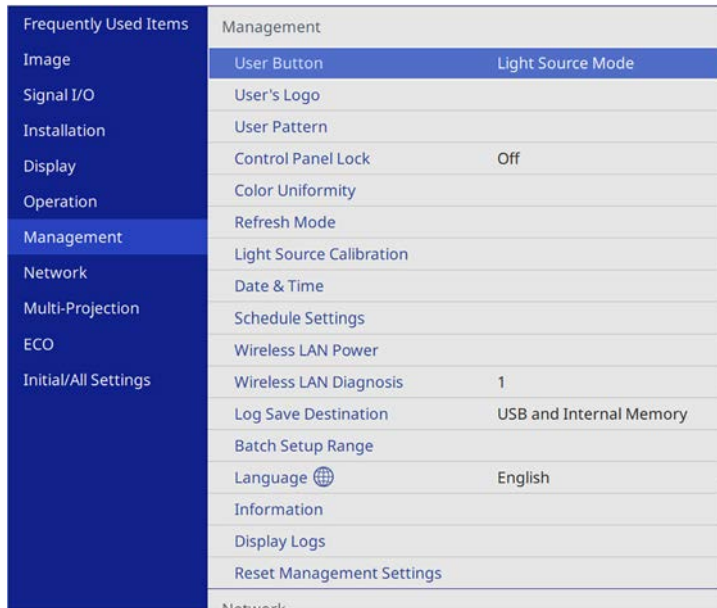 Frequently Used Items
Image
Signal I/O
Installation
Display
Operation
Management
Network
Multi-Projection
ECO
Initial/All Settings
Management
User Button Light Source Mode
User's Logo
User Pattern
Control Panel Lock Off
Color Uniformity
Refresh Mode
Light Source Calibration
Date & Time
Schedule Settings
Wireless LAN Power
Wireless LAN Diagnosis 1
Log Save Destination USB and Internal Memory
Batch Setup Range
Language English
Information
Display Logs
Reset Management Settings
Network